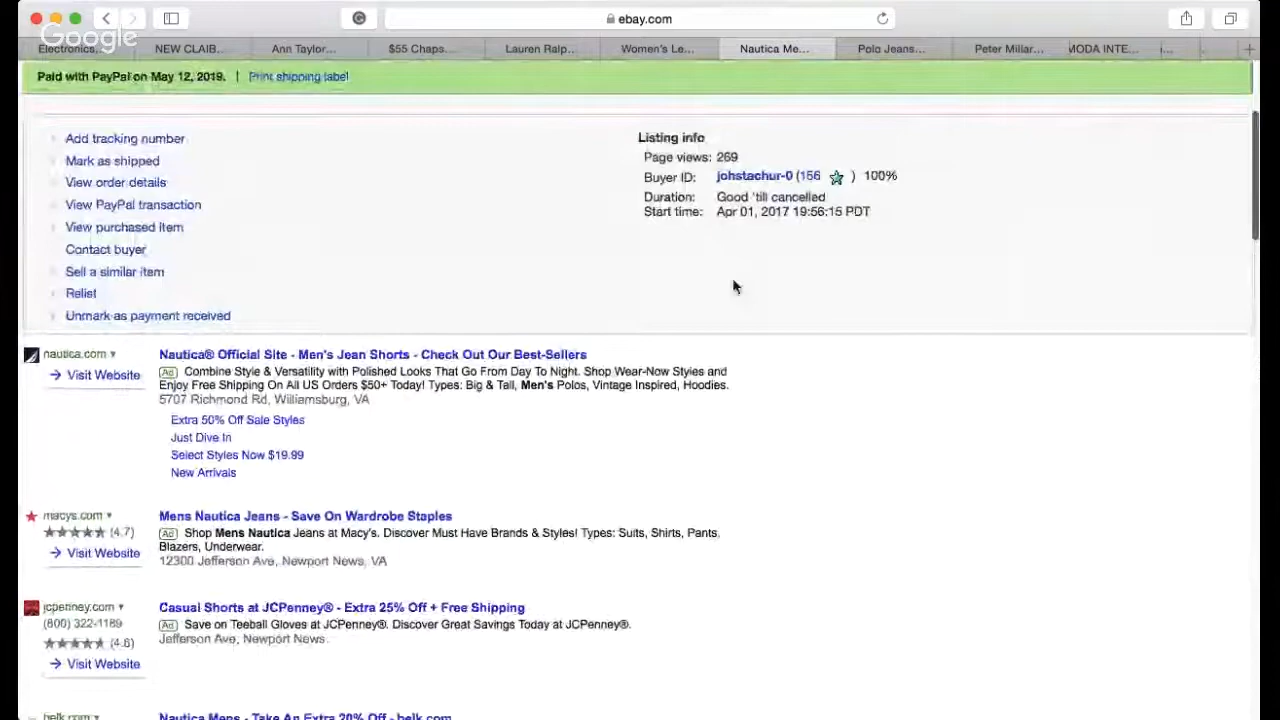 ebay.com
Google
Electronics...
NEW CLAIB...
Ann Taylor...
$55 Chaps...
Lauren Ralp...
Women's Le...
Nautica Me...
Polo Jeans...
Peter Millar...
MODA INTE...
Paid with PayPal on May 12, 2019. | Print shipping label
Add tracking number
Mark as shipped
View order details
View PayPal transaction
View purchased item
Contact buyer
Sell a similar item
Relist
Unmark as payment received
Listing info
Page views: 269
Buyer ID: johstachur-0 (156 ) 100%
Duration: Good 'till cancelled
Start time: Apr 01, 2017 19:56:15 PDT
nautica.com
Visit Website
Nautica® Official Site - Men's Jean Shorts - Check Out Our Best-Sellers
Ad Combine Style & Versatility with Polished Looks That Go From Day To Night. Shop Wear-Now Styles and
Enjoy Free Shipping On All US Orders $50+ Today! Types: Big & Tall, Men's Polos, Vintage Inspired, Hoodies.
5707 Richmond Rd, Williamsburg, VA
Extra 50% Off Sale Styles
Just Dive In
Select Styles Now $19.99
New Arrivals
macys.com
(4.7)
Visit Website
Mens Nautica Jeans - Save On Wardrobe Staples
Ad Shop Mens Nautica Jeans at Macy's. Discover Must Have Brands & Styles! Types: Suits, Shirts, Pants,
Blazers, Underwear.
12300 Jefferson Ave, Newport News, VA
jcpenney.com
(800) 322-1189
(4.6)
Visit Website
Casual Shorts at JCPenney® - Extra 25% Off + Free Shipping
Ad Save on Teeball Gloves at JCPenney®. Discover Great Savings Today at JCPenney®.
Jefferson Ave, Newport News.
belk.com
Nautica Mens - Take An Extra 20% Off - belk.com